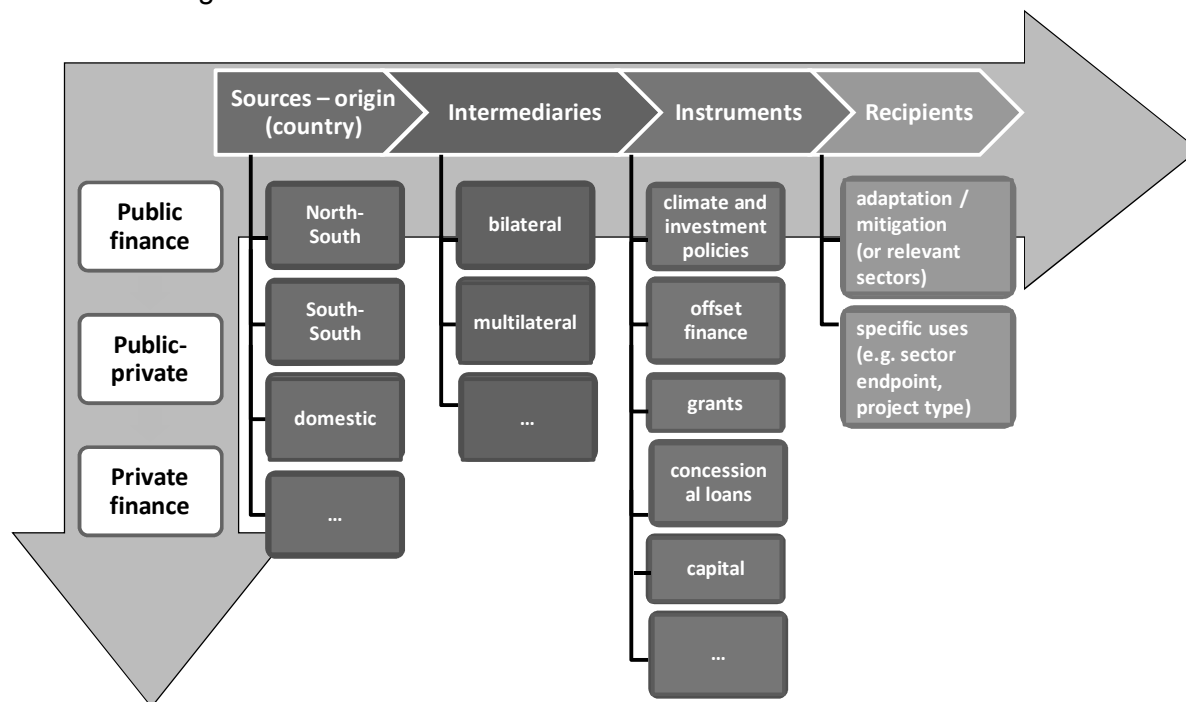 Sources – origin
(country)
Intermediaries
Instruments
Recipients
Public
finance
Public-
private
Private
finance
North-
South
South-
South
domestic
...
bilateral
multilateral
...
climate and
investment
policies
offset
finance
grants
concession
al loans
capital
...
adaptation /
mitigation
(or relevant
sectors)
specific uses
(e.g. sector
endpoint,
project type)